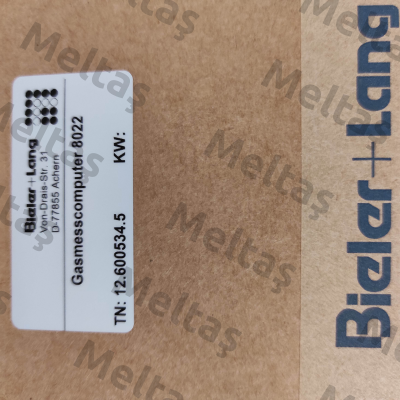 Bieler+Lang
Von-Drais-Str. 31
D-77855 Achern
Gasmesscomputer 8022
TN: 12.600534.5 KW:
Bieler+Lang
Meltaş